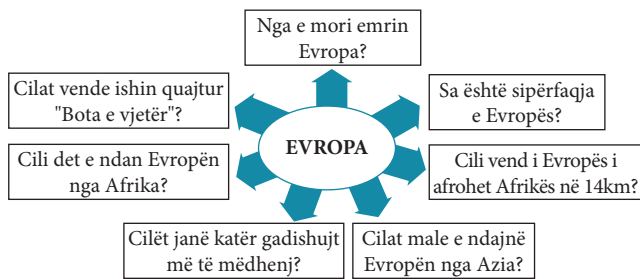 Nga e mori emrin
Evropa?
Cilat vende ishin quajtur
"Bota e vjetër"?
Sa është sipërfaqja
e Evropës?
EVROPA
Cili det e ndan Evropën
nga Afrika?
Cili vend i Evropës i
afrohet Afrikës në 14km?
Cilët janë katër gadishujt
më të mëdhenj?
Cilat male e ndajnë
Evropën nga Azia?